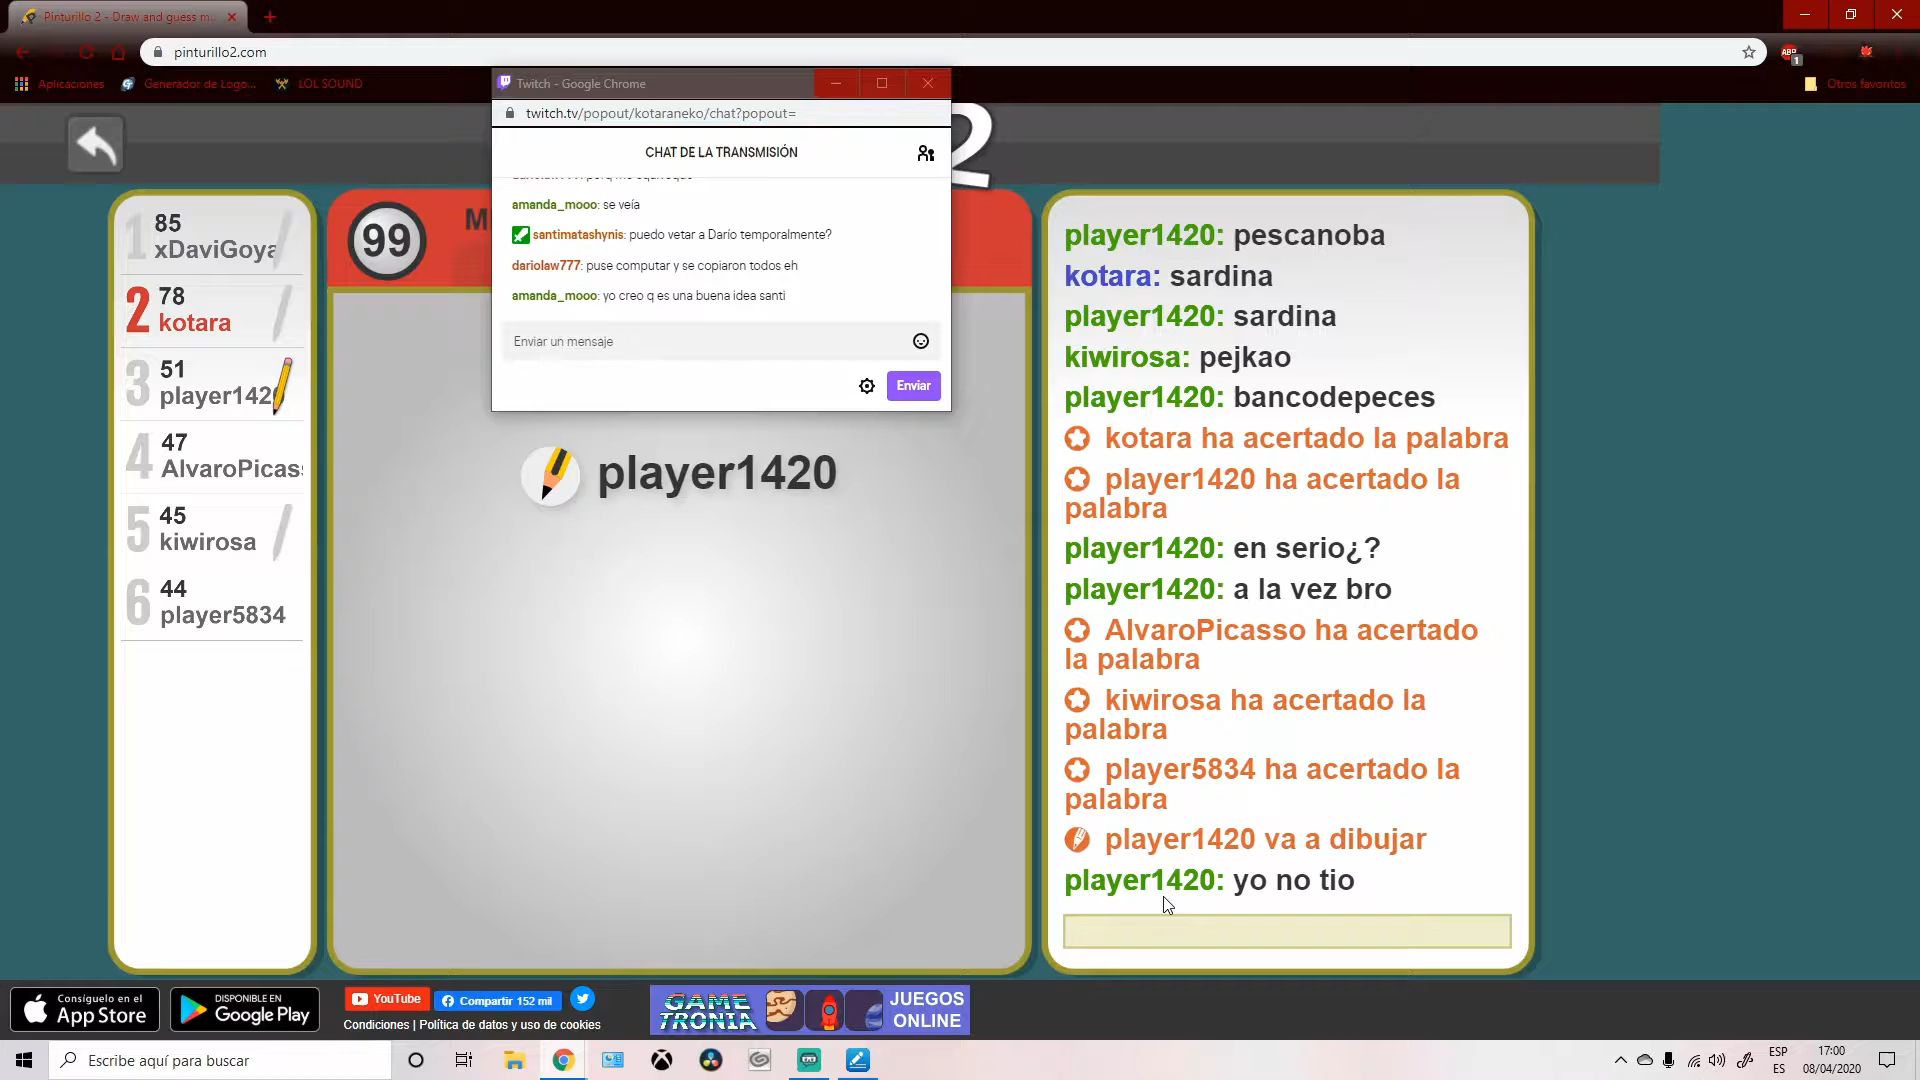 Pinturillo 2 - Draw and guess m
pinturillo2.com
ABP
1
Aplicaciones
Generador de Logo...
LOL SOUND
Otros favoritos
Twitch - Google Chrome
twitch.tv/popout/kotaraneko/chat?popout=
CHAT DE LA TRANSMISIÓN
amanda_mooo: se veía
santimatashynis: puedo vetar a Darío temporalmente?
dariolaw777: puse computar y se copiaron todos eh
amanda_mooo: yo creo q es una buena idea santi
Enviar un mensaje
Enviar
2
1
85
xDaviGoya
2
78
kotara
3
51
player142
4
47
AlvaroPicas
5
45
kiwirosa
6
44
player5834
99
M
player1420
player1420: pescanoba
kotara: sardina
player1420: sardina
kiwirosa: pejkao
player1420: bancodepeces
kotara ha acertado la palabra
player1420 ha acertado la
palabra
player1420: en serio¿?
player1420: a la vez bro
AlvaroPicasso ha acertado
la palabra
kiwirosa ha acertado la
palabra
player5834 ha acertado la
palabra
player1420 va a dibujar
player1420: yo no tio
Consíguelo en el
App Store
DISPONIBLE EN
Google Play
YouTube
Compartir 152 mil
Condiciones | Política de datos y uso de cookies
GAME
TRONIA
JUEGOS
ONLINE
Escribe aquí para buscar
ESP
ES
17:00
08/04/2020